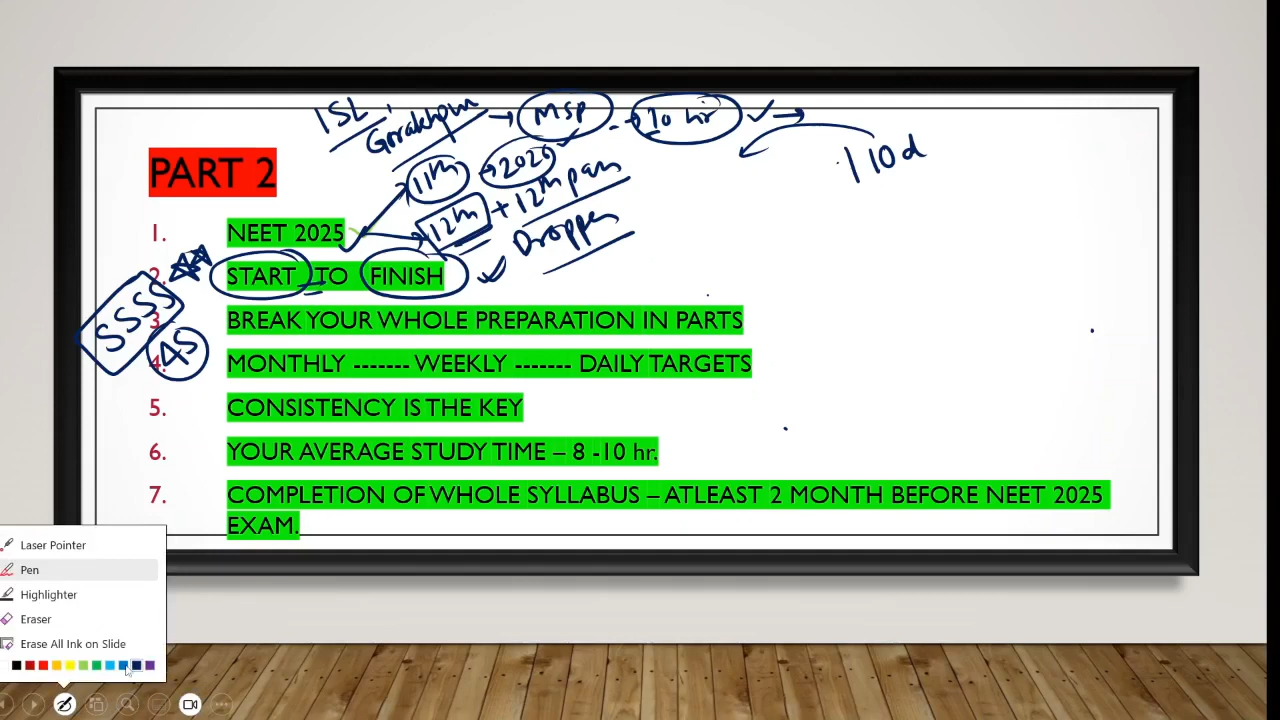 ISL Gorakhpur → MSP → 10 hr ✓ →
110d
11th → 2026
12th + 12th pass
Dropper
PART 2
1. NEET 2025
2. START TO FINISH
SSSS
4S
3. BREAK YOUR WHOLE PREPARATION IN PARTS
4. MONTHLY ------- WEEKLY ------- DAILY TARGETS
5. CONSISTENCY IS THE KEY
6. YOUR AVERAGE STUDY TIME – 8 -10 hr.
7. COMPLETION OF WHOLE SYLLABUS – ATLEAST 2 MONTH BEFORE NEET 2025
EXAM.
Laser Pointer
Pen
Highlighter
Eraser
Erase All Ink on Slide